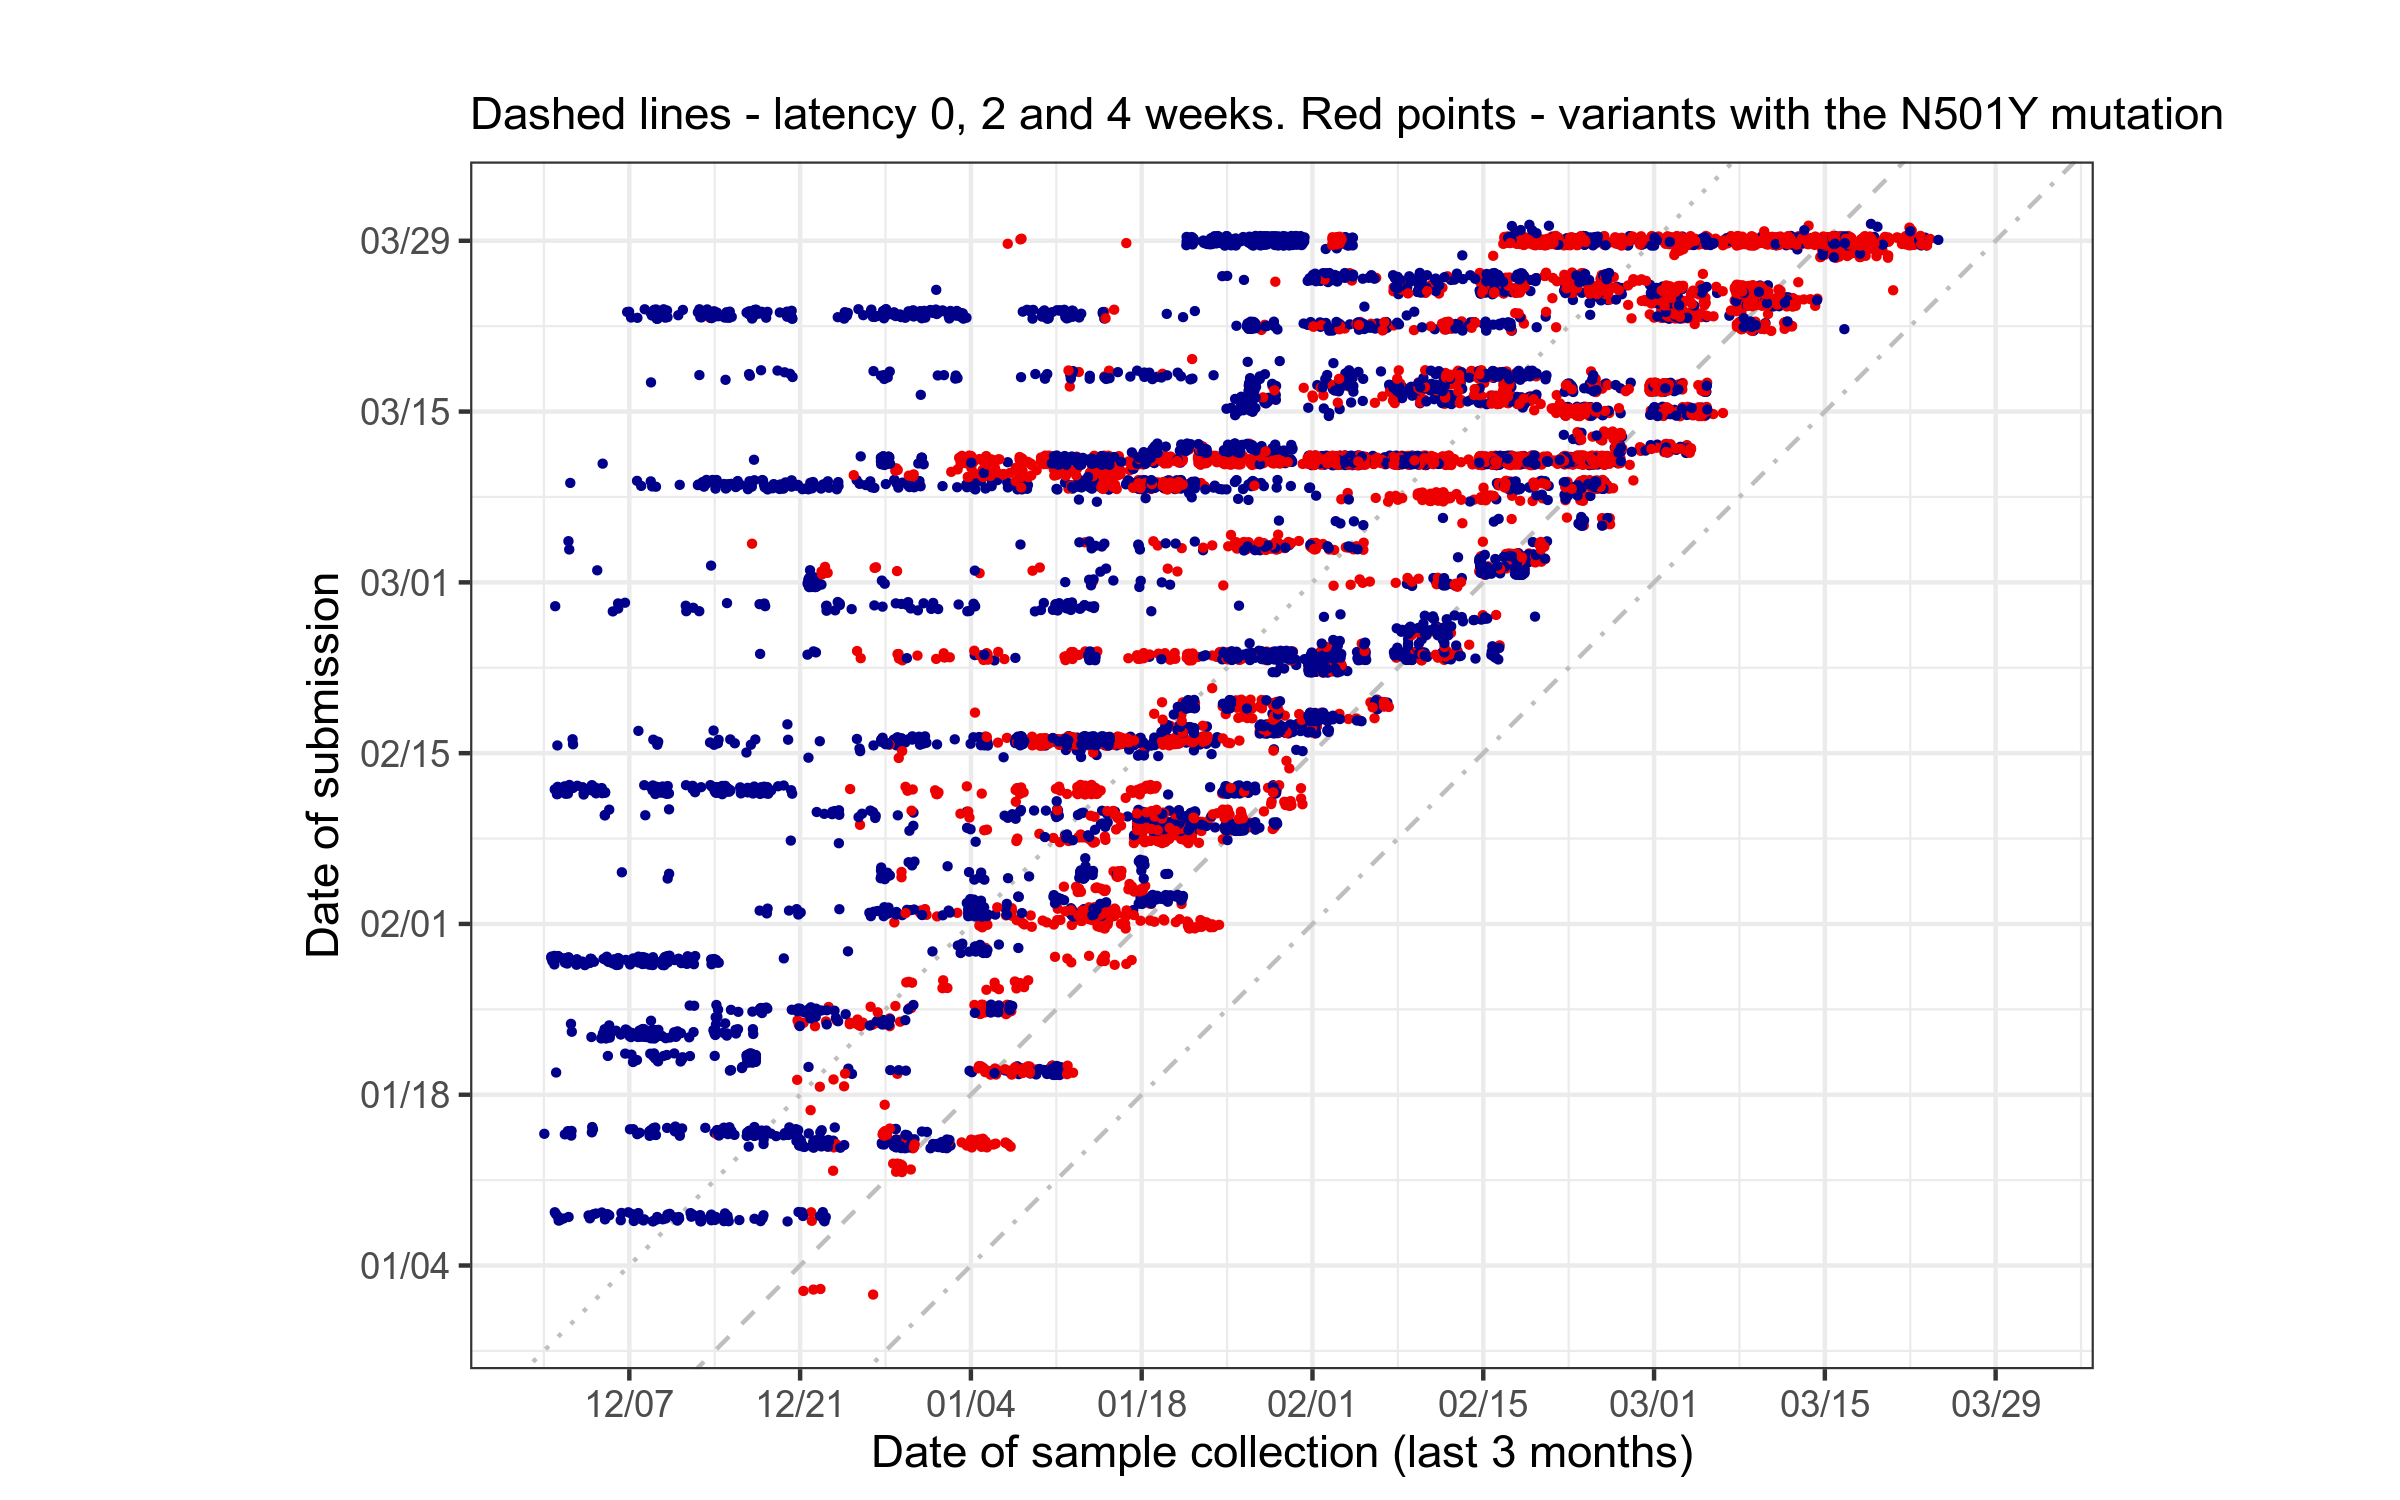 Dashed lines - latency 0, 2 and 4 weeks. Red points - variants with the N501Y mutation
Date of submission
03/29
03/15
03/01
02/15
02/01
01/18
01/04
12/07 12/21 01/04 01/18 02/01 02/15 03/01 03/15 03/29
Date of sample collection (last 3 months)